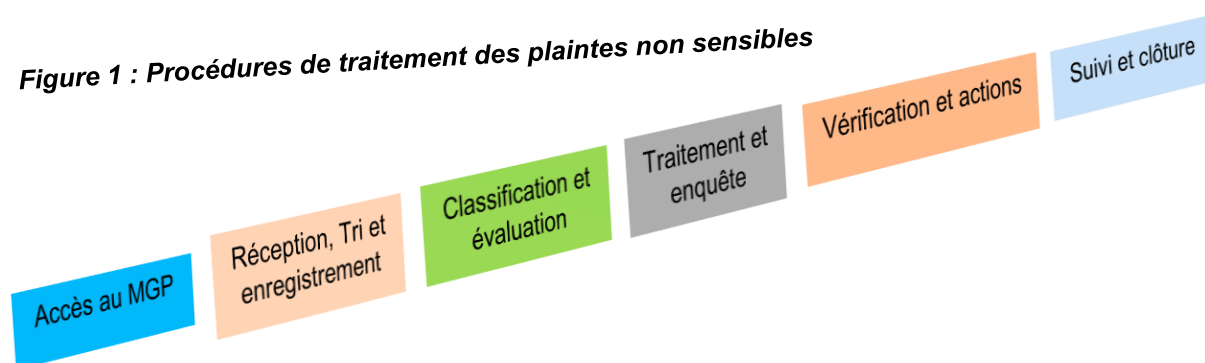 Figure 1 : Procédures de traitement des plaintes non sensibles
Accès au MGP
Réception, Tri et
enregistrement
Classification et
évaluation
Traitement et
enquête
Vérification et actions
Suivi et clôture